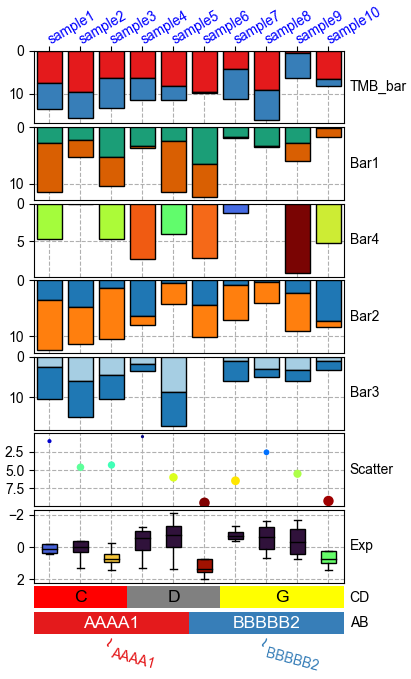 sample1 sample2 sample3 sample4 sample5 sample6 sample7 sample8 sample9 sample10
0
10
TMB_bar
0
10
Bar1
0
5
Bar4
0
10
Bar2
0
10
Bar3
2.5
5.0
7.5
Scatter
−2
0
2
Exp
C D G CD
AAAA1 BBBBB2 AB
AAAA1 BBBBB2